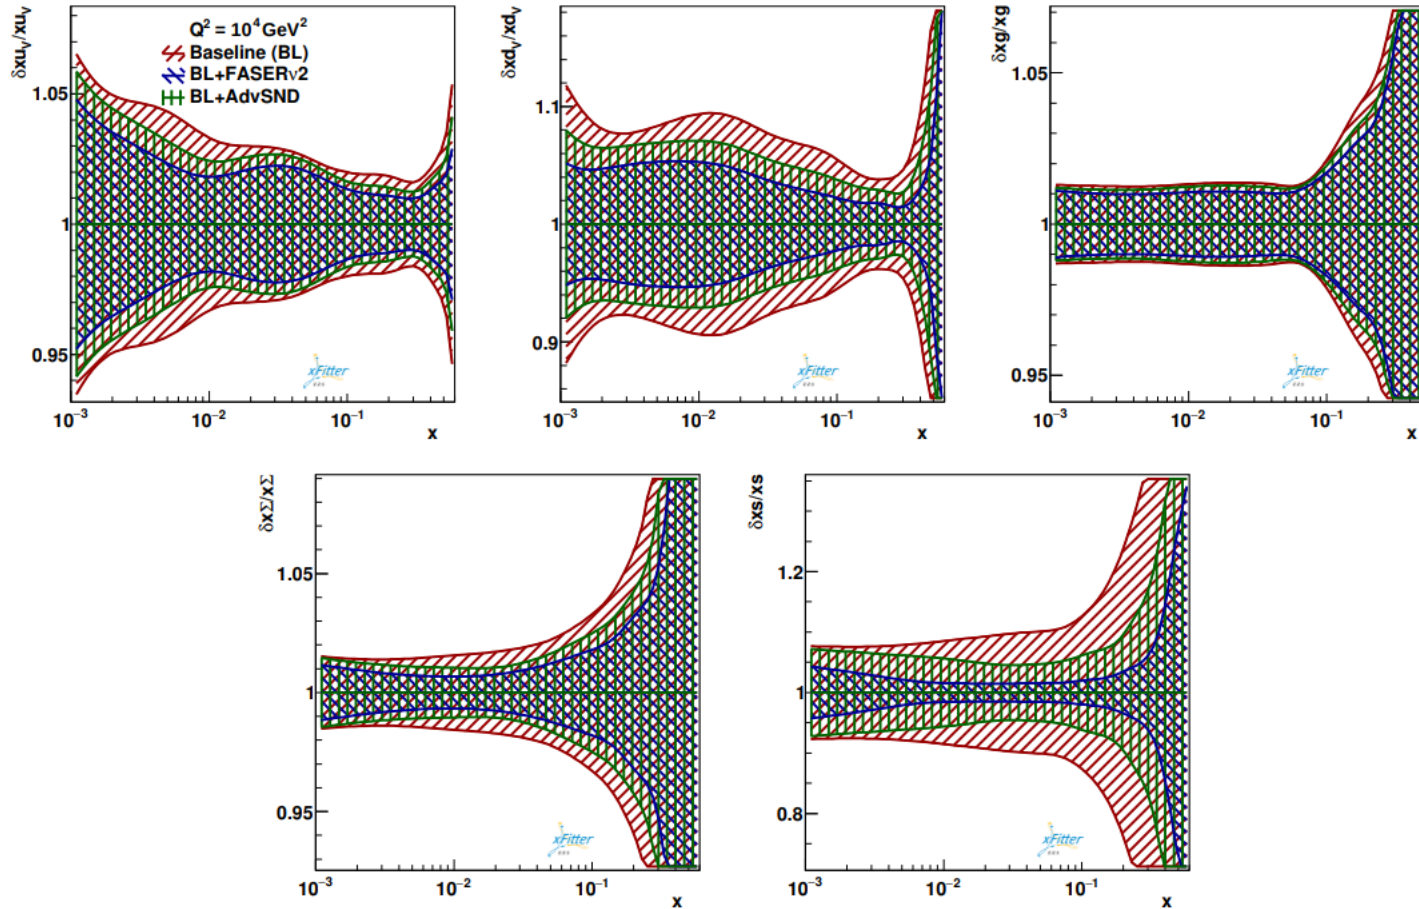 δxu_V/xu_V
Q² = 10⁴ GeV²
Baseline (BL)
BL+FASERν2
BL+AdvSND
1.05
1
0.95
10⁻³ 10⁻² 10⁻¹
x
xFitter
δxd_V/xd_V
1.1
1
0.9
10⁻³ 10⁻² 10⁻¹
x
xFitter
δxg/xg
1.05
1
0.95
10⁻³ 10⁻² 10⁻¹
x
xFitter
δxΣ/xΣ
1.05
1
0.95
10⁻³ 10⁻² 10⁻¹
x
xFitter
δxs/xs
1.2
1
0.8
10⁻³ 10⁻² 10⁻¹
x
xFitter